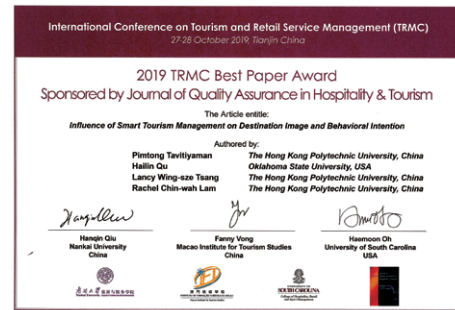 International Conference on Tourism and Retail Service Management (TRMC)
27-28 October 2019, Tianjin China
2019 TRMC Best Paper Award
Sponsored by Journal of Quality Assurance in Hospitality & Tourism
The Article entitle:
Influence of Smart Tourism Management on Destination Image and Behavioral Intention
Authored by:
Pimtong Tavitiyaman The Hong Kong Polytechnic University, China
Hailin Qu Oklahoma State University, USA
Lancy Wing-sze Tsang The Hong Kong Polytechnic University, China
Rachel Chin-wah Lam The Hong Kong Polytechnic University, China
Hanqin Qiu
Nankai University
China
Fanny Vong
Macao Institute for Tourism Studies
China
Haemoon Oh
University of South Carolina
USA
SOUTH CAROLINA